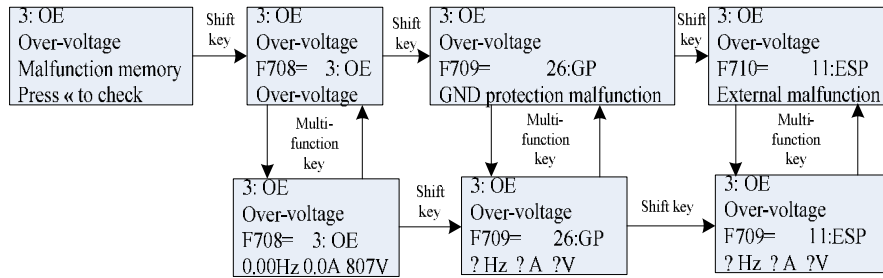 3: OE
Over-voltage
Malfunction memory
Press « to check
Shift
key
3: OE
Over-voltage
F708= 3: OE
Over-voltage
Shift
key
3: OE
Over-voltage
F709= 26:GP
GND protection malfunction
Shift
key
3: OE
Over-voltage
F710= 11:ESP
External malfunction
Multi-
function
key
Multi-
function
key
Multi-
function
key
3: OE
Over-voltage
F708= 3: OE
0.00Hz 0.0A 807V
Shift
key
3: OE
Over-voltage
F709= 26:GP
? Hz ? A ?V
Shift key
3: OE
Over-voltage
F709= 11:ESP
? Hz ? A ?V